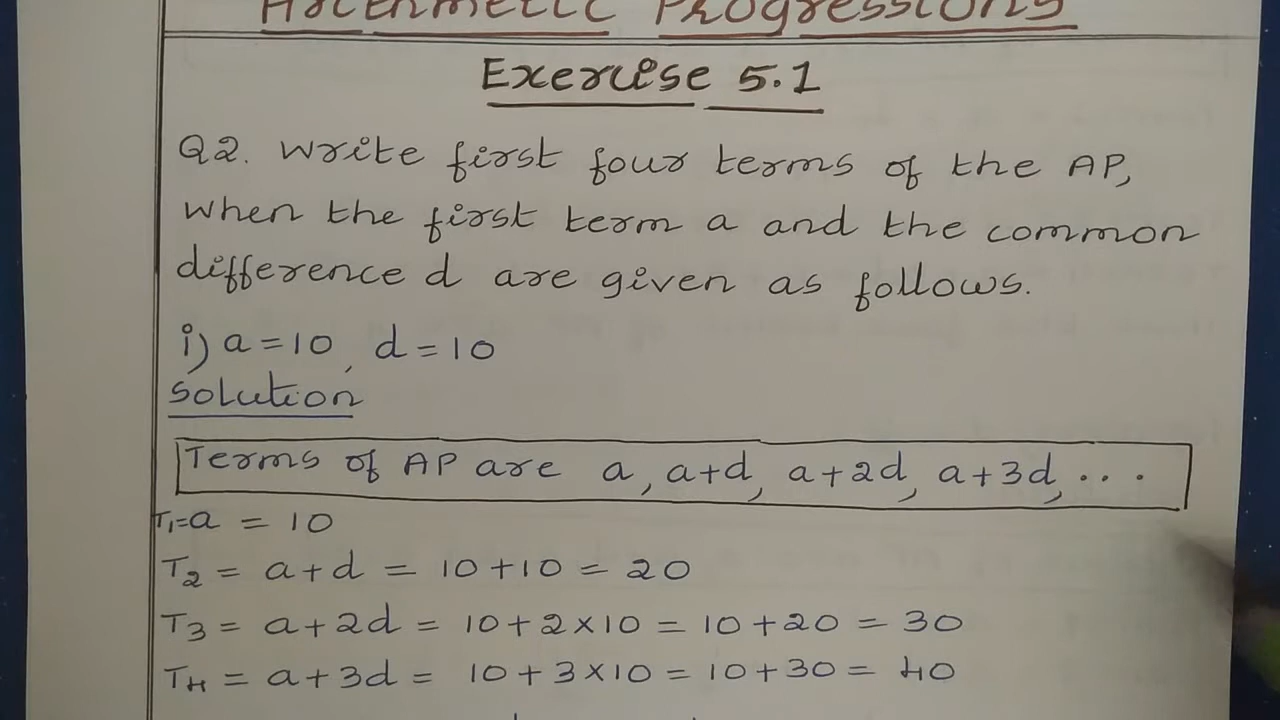 Arithmetic Progressions
Exercise 5.1
Q2. Write first four terms of the AP,
when the first term a and the common
difference d are given as follows.
i) a = 10, d = 10
Solution
Terms of AP are a, a+d, a+2d, a+3d, ...
T1 = a = 10
T2 = a+d = 10+10 = 20
T3 = a+2d = 10+2×10 = 10+20 = 30
T4 = a+3d = 10+3×10 = 10+30 = 40